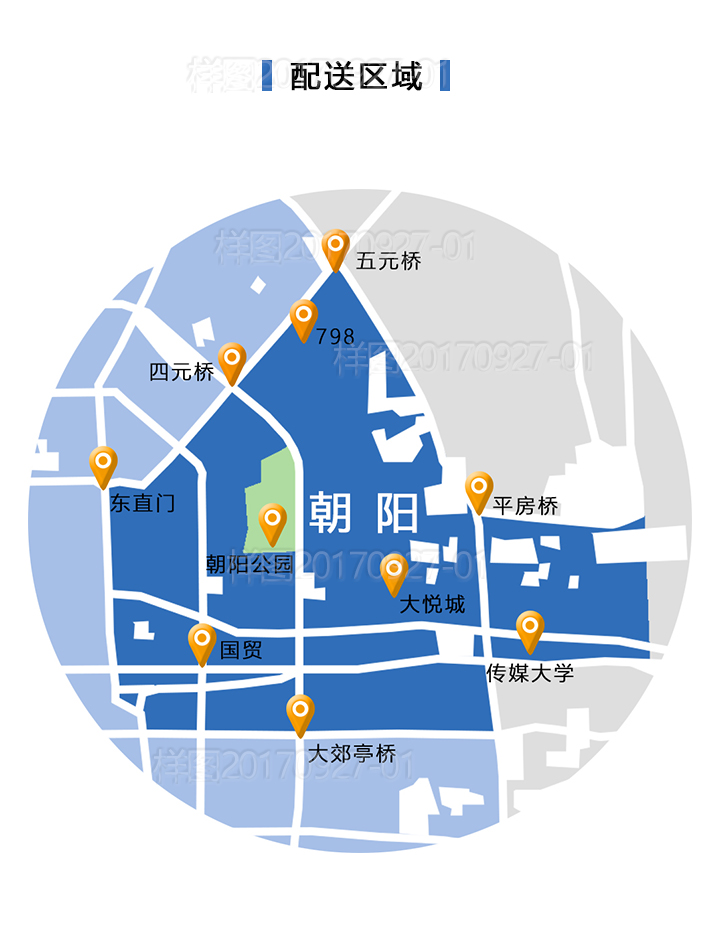 样图20170927-01
配送区域
样图20170927-01
五元桥
798
样图20170927-01
四元桥
东直门
朝阳
平房桥
朝阳公园
样图20170927-01
大悦城
国贸
传媒大学
大郊亭桥
样图20170927-01